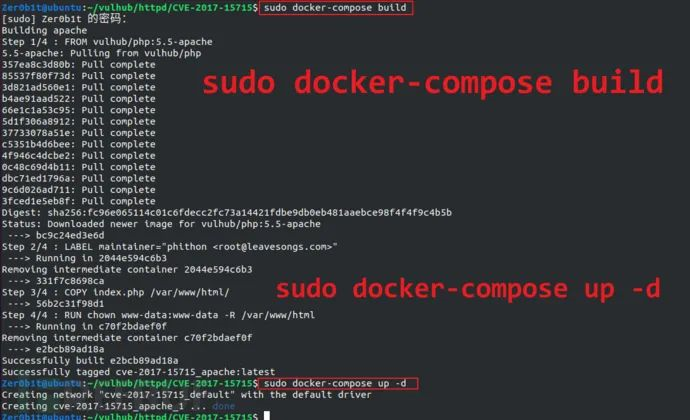 Zer0b1t@ubuntu:~/vulhub/httpd/CVE-2017-15715$ sudo docker-compose build
[sudo] Zer0b1t 的密码：
Building apache
Step 1/4 : FROM vulhub/php:5.5-apache
5.5-apache: Pulling from vulhub/php
357ea8c3d80b: Pull complete
85537f80f73d: Pull complete
3d821ad560e1: Pull complete
b4ae91aad522: Pull complete
66e1c1a53c95: Pull complete
5d1f306a8912: Pull complete
37733078a51e: Pull complete
c5351b4d6bee: Pull complete
4f946c4dcbe2: Pull complete
0c48c69d4b11: Pull complete
dbc71ed1796a: Pull complete
9c6d026ad711: Pull complete
3fced1e5eb8f: Pull complete
sudo docker-compose build
Digest: sha256:fc96e065114c01c6fdecc2fc73a14421fdbe9db0eb481aaebce98f4f4f9c4b5b
Status: Downloaded newer image for vulhub/php:5.5-apache
---> bc9c24ed3e6d
Step 2/4 : LABEL maintainer="phithon <root@leavesongs.com>"
---> Running in 2044e594c6b3
Removing intermediate container 2044e594c6b3
---> 331f7c8698ca
Step 3/4 : COPY index.php /var/www/html/
---> 56b2c31f98d1
sudo docker-compose up -d
Step 4/4 : RUN chown www-data:www-data -R /var/www/html
---> Running in c70f2bdaef0f
Removing intermediate container c70f2bdaef0f
---> e2bcb89ad18a
Successfully built e2bcb89ad18a
Successfully tagged cve-2017-15715_apache:latest
Zer0b1t@ubuntu:~/vulhub/httpd/CVE-2017-15715$ sudo docker-compose up -d
Creating network "cve-2017-15715_default" with the default driver
Creating cve-2017-15715_apache_1 ... done
Zer0b1t@ubuntu:~/vulhub/httpd/CVE-2017-15715$